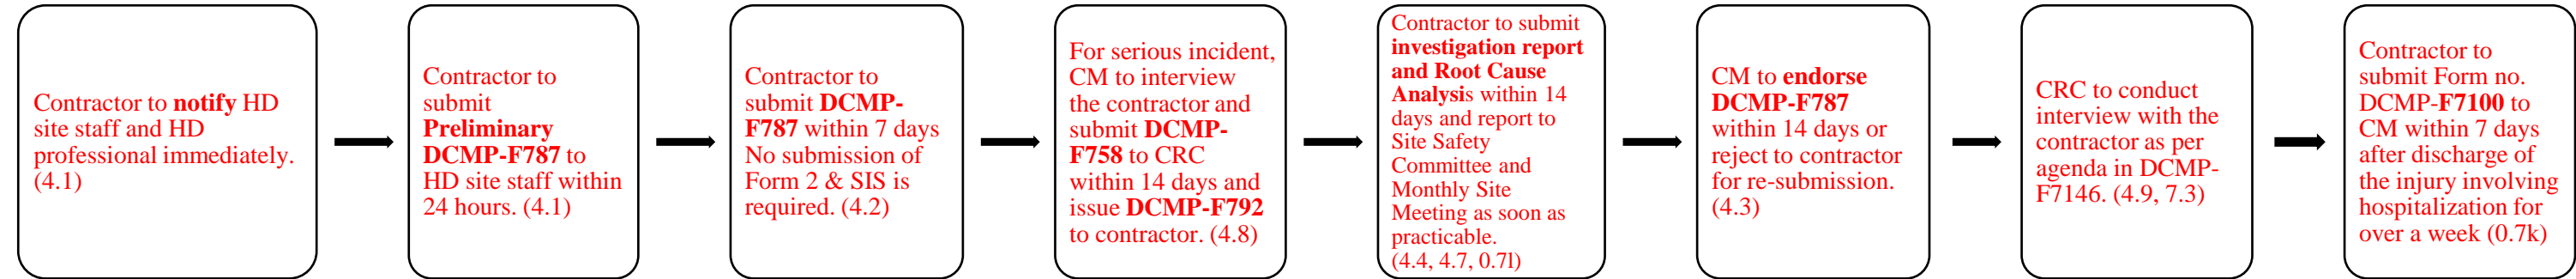 Contractor to notify HD
site staff and HD
professional immediately.
(4.1)
Contractor to
submit
Preliminary
DCMP-F787 to
HD site staff within
24 hours. (4.1)
Contractor to
submit DCMP-
F787 within 7 days
No submission of
Form 2 & SIS is
required. (4.2)
For serious incident,
CM to interview
the contractor and
submit DCMP-
F758 to CRC
within 14 days and
issue DCMP-F792
to contractor. (4.8)
Contractor to submit
investigation report
and Root Cause
Analysis within 14
days and report to
Site Safety
Committee and
Monthly Site
Meeting as soon as
practicable.
(4.4, 4.7, 0.7l)
CM to endorse
DCMP-F787
within 14 days or
reject to contractor
for re-submission.
(4.3)
CRC to conduct
interview with the
contractor as per
agenda in DCMP-
F7146. (4.9, 7.3)
Contractor to
submit Form no.
DCMP-F7100 to
CM within 7 days
after discharge of
the injury involving
hospitalization for
over a week (0.7k)